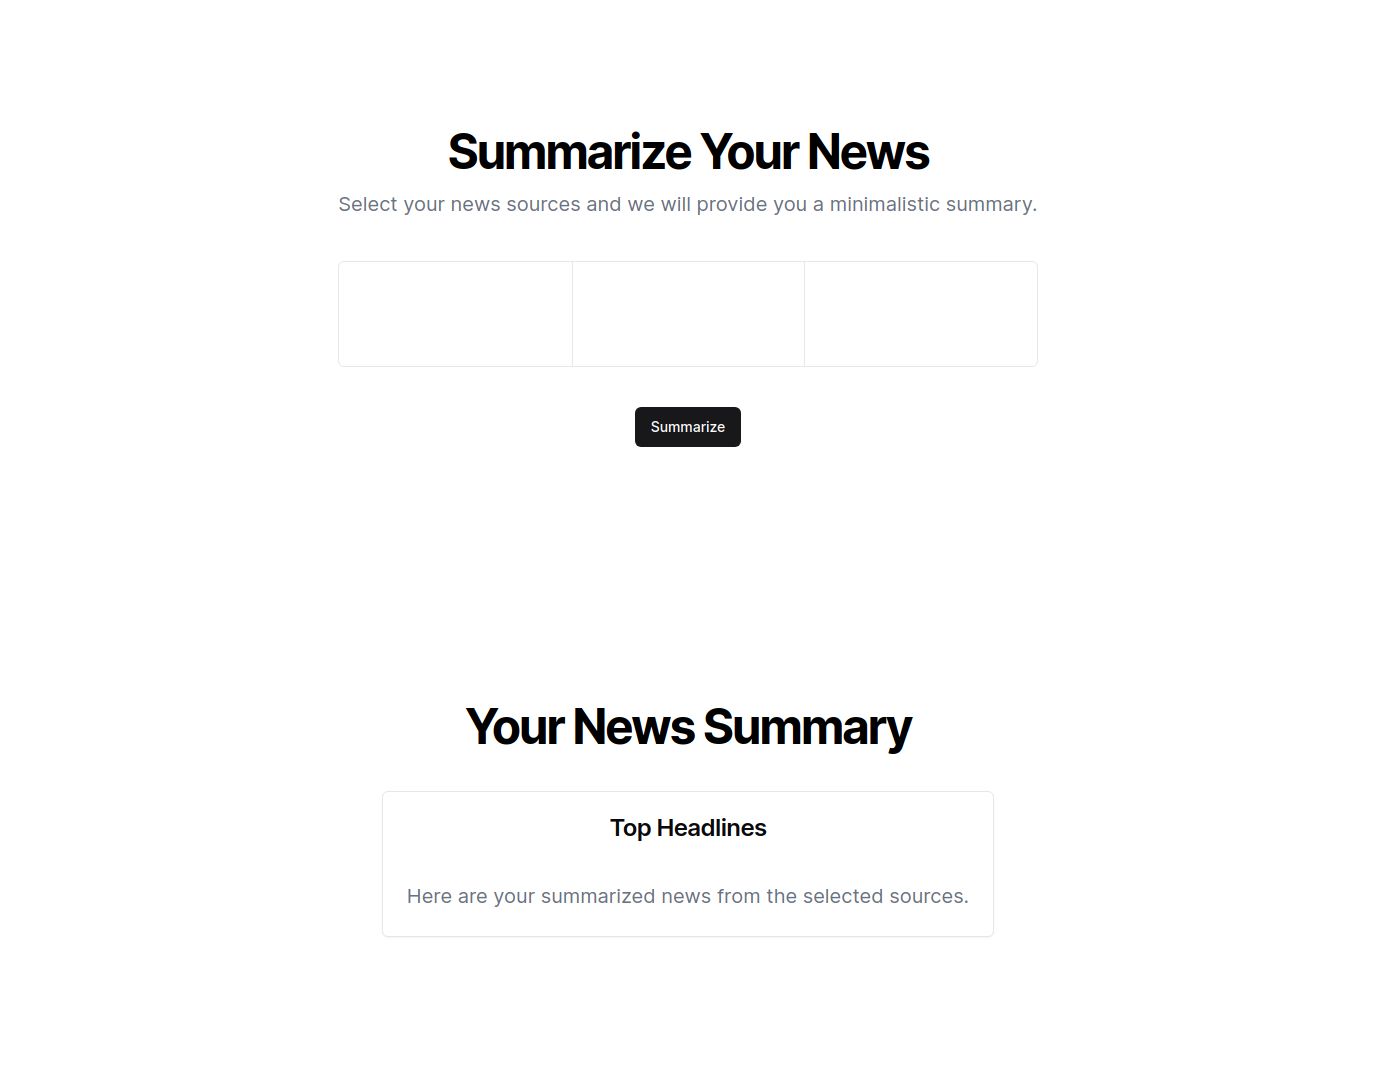 Summarize Your News
Select your news sources and we will provide you a minimalistic summary.
Summarize
Your News Summary
Top Headlines
Here are your summarized news from the selected sources.